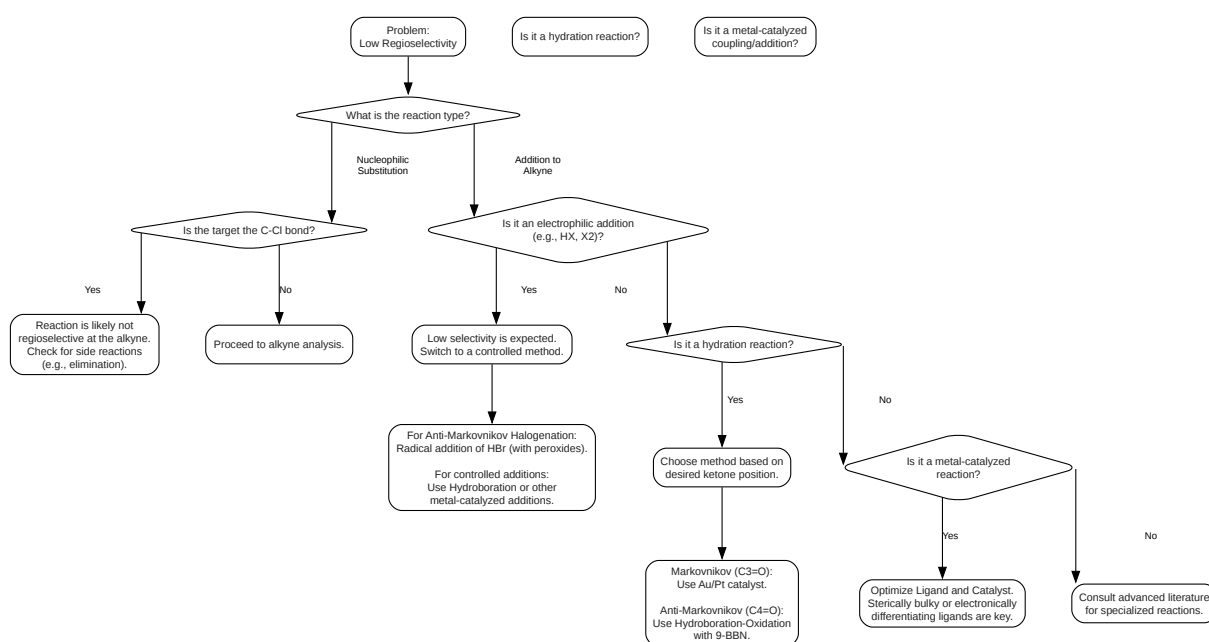 Problem:
Low Regioselectivity
Is it a hydration reaction?
Is it a metal-catalyzed
coupling/addition?
What is the reaction type?
Nucleophilic
Substitution
Addition to
Alkyne
Is the target the C-Cl bond?
Is it an electrophilic addition
(e.g., HX, X2)?
Yes
No
Yes
No
Reaction is likely not
regioselective at the alkyne.
Check for side reactions
(e.g., elimination).
Proceed to alkyne analysis.
Low selectivity is expected.
Switch to a controlled method.
Is it a hydration reaction?
Yes
No
For Anti-Markovnikov Halogenation:
Radical addition of HBr (with peroxides).
For controlled additions:
Use Hydroboration or other
metal-catalyzed additions.
Choose method based on
desired ketone position.
Is it a metal-catalyzed
reaction?
Yes
No
Markovnikov (C3=O):
Use Au/Pt catalyst.
Anti-Markovnikov (C4=O):
Use Hydroboration-Oxidation
with 9-BBN.
Optimize Ligand and Catalyst.
Sterically bulky or electronically
differentiating ligands are key.
Consult advanced literature
for specialized reactions.